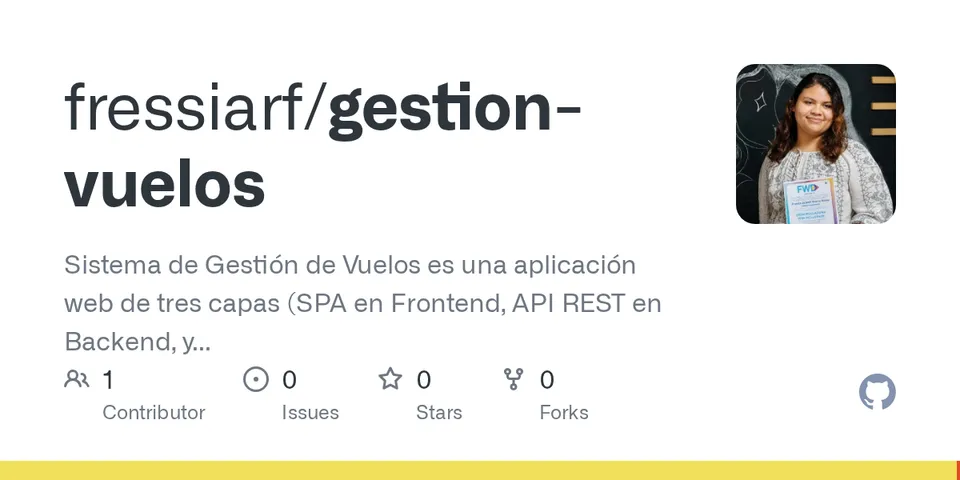 fressiarf/gestion-
vuelos
Sistema de Gestión de Vuelos es una aplicación
web de tres capas (SPA en Frontend, API REST en
Backend, y...
1
Contributor
0
Issues
0
Stars
0
Forks
FWD